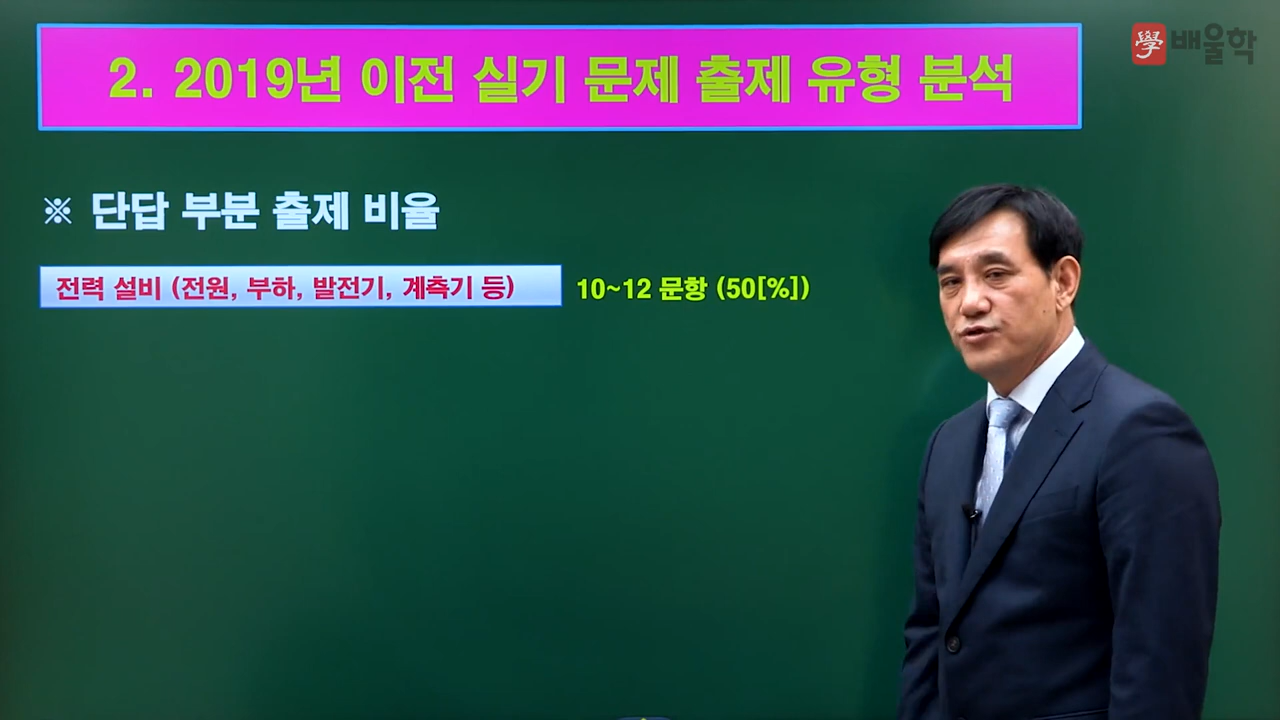 學 배울학
2. 2019년 이전 실기 문제 출제 유형 분석
※ 단답 부분 출제 비율
전력 설비 (전원, 부하, 발전기, 계측기 등) 10~12 문항 (50[%])